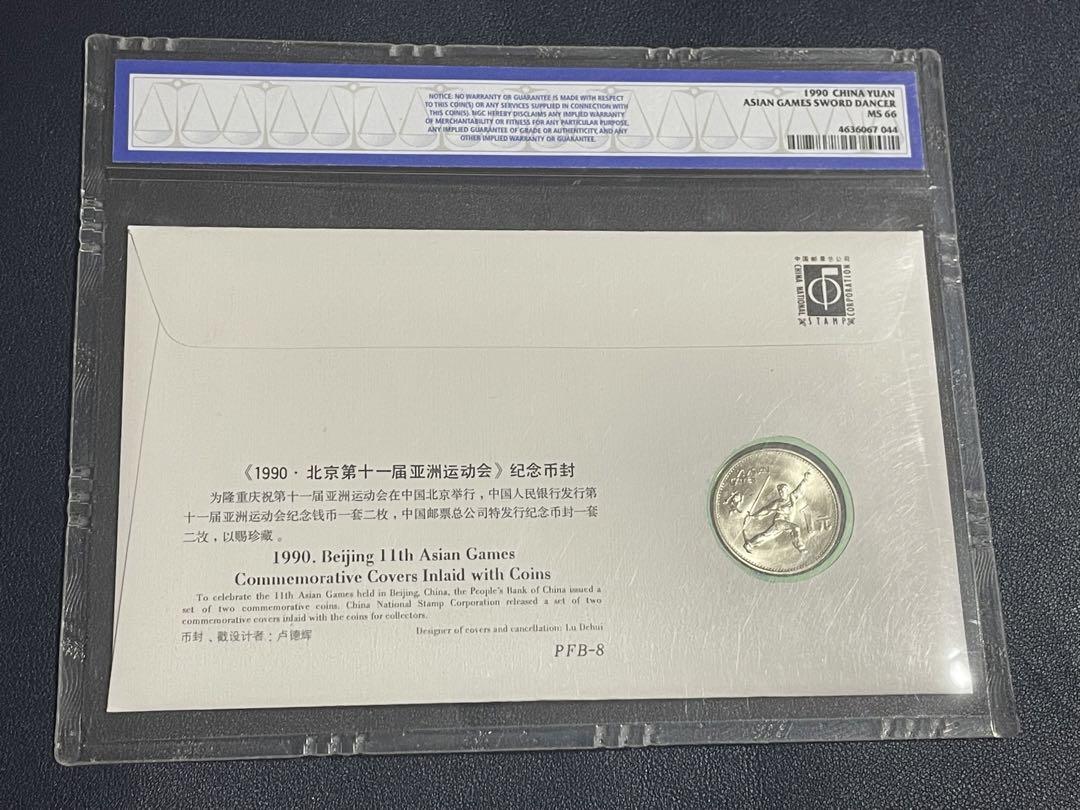 NOTICE: NO WARRANTY OR GUARANTEE IS MADE WITH RESPECT
TO THIS COIN(S) OR ANY SERVICES SUPPLIED IN CONNECTION WITH
THIS COIN(S). NGC HEREBY DISCLAIMS ANY IMPLIED WARRANTY
OF MERCHANTABILITY OR FITNESS FOR ANY PARTICULAR PURPOSE,
ANY IMPLIED GUARANTEE OF GRADE OR AUTHENTICITY, AND ANY
OTHER IMPLIED WARRANTY OR GUARANTEE.
1990 CHINA YUAN
ASIAN GAMES SWORD DANCER
MS 66
4636067 044
中国邮票总公司
CHINA NATIONAL
STAMP
CORPORATION
《1990·北京第十一届亚洲运动会》纪念币封
为隆重庆祝第十一届亚洲运动会在中国北京举行，中国人民银行发行第
十一届亚洲运动会纪念钱币一套二枚，中国邮票总公司特发行纪念币封一套
二枚，以赐珍藏。
1990. Beijing 11th Asian Games
Commemorative Covers Inlaid with Coins
To celebrate the 11th Asian Games held in Beijing, China, the People's Bank of China issued a
set of two commemorative coins. China National Stamp Corporation released a set of two
commemorative covers inlaid with the coins for collectors.
Designer of covers and cancellation: Lu Dehui
币封、戳设计者：卢德辉
PFB-8